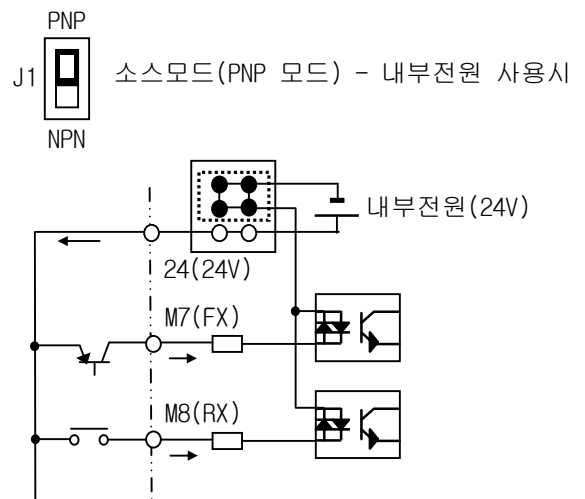 PNP
J1
소스모드(PNP 모드) - 내부전원 사용시
NPN
내부전원(24V)
24(24V)
M7(FX)
M8(RX)